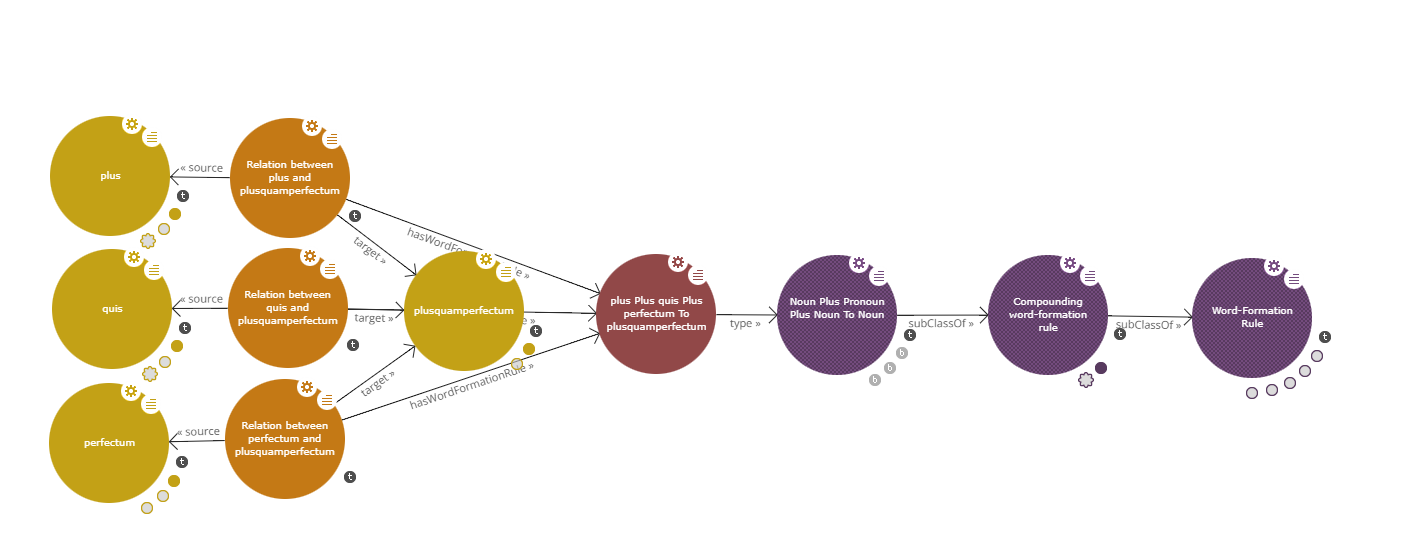 plus
« source
Relation between
plus and
plusquamperfectum
target »
quis
« source
Relation between
quis and
plusquamperfectum
target »
perfectum
« source
Relation between
perfectum and
plusquamperfectum
target »
hasWordFormationRule »
plusquamperfectum
plus Plus quis Plus
perfectum To
plusquamperfectum
type »
Noun Plus Pronoun
Plus Noun To Noun
subClassOf »
Compounding
word-formation
rule
subClassOf »
Word-Formation
Rule